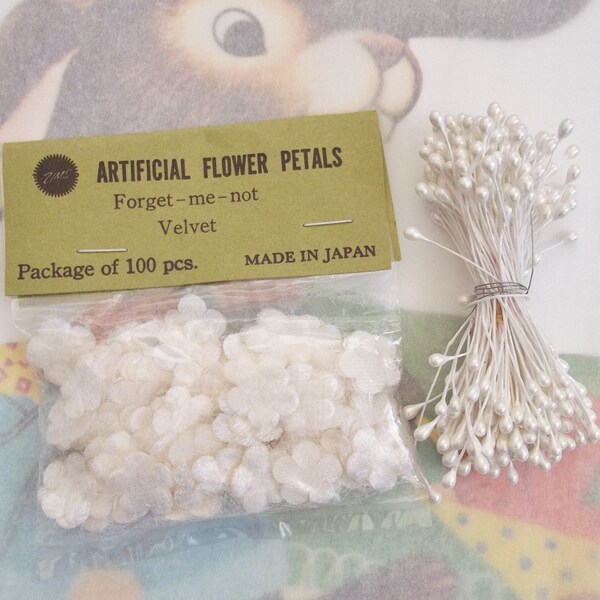 ARTIFICIAL FLOWER PETALS
Forget-me-not
Velvet
Package of 100 pcs.
MADE IN JAPAN